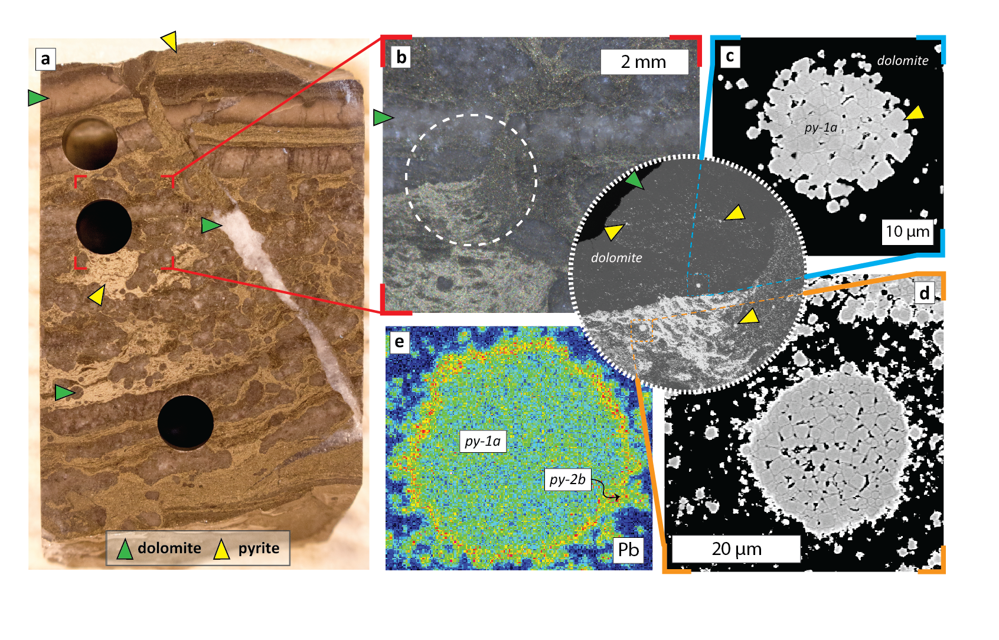 a
dolomite
pyrite
b
2 mm
c
dolomite
py-1a
10 µm
dolomite
d
20 µm
e
py-1a
py-2b
Pb